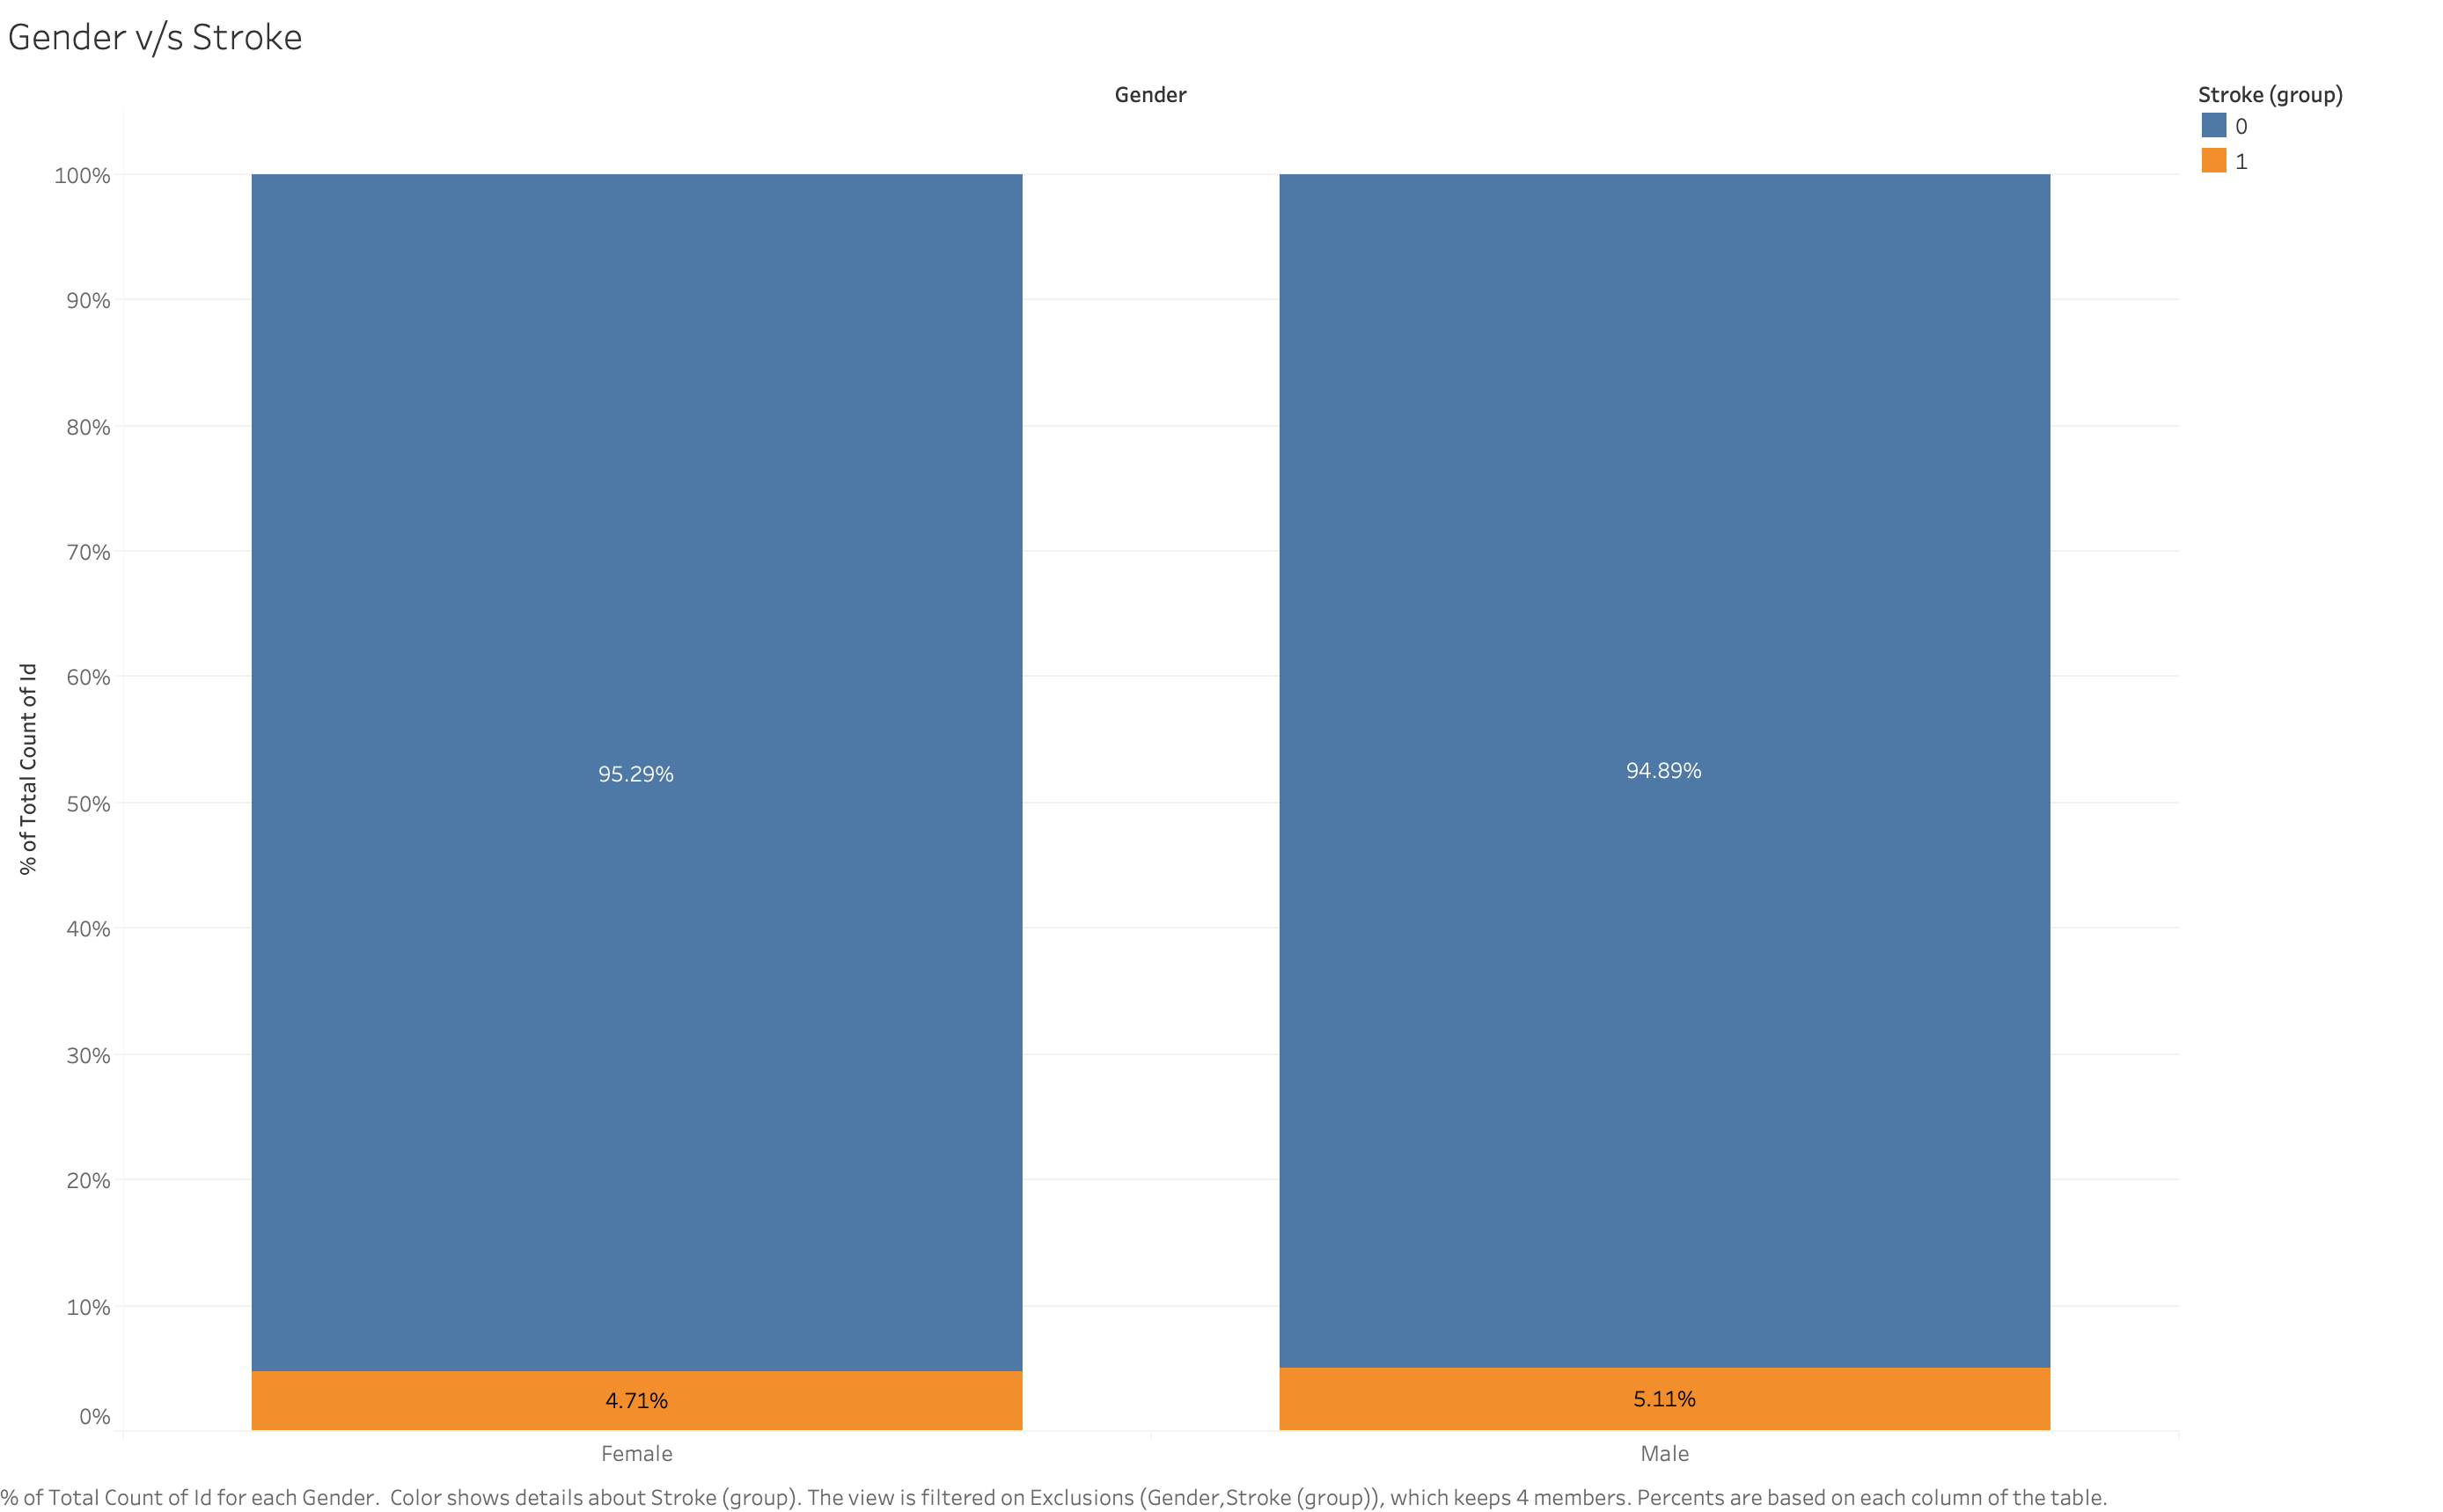 Gender v/s Stroke
Gender
Stroke (group)
0
1
100%
90%
80%
70%
60%
50%
40%
30%
20%
10%
0%
% of Total Count of Id
95.29%
94.89%
4.71%
5.11%
Female
Male
% of Total Count of Id for each Gender.  Color shows details about Stroke (group). The view is filtered on Exclusions (Gender,Stroke (group)), which keeps 4 members. Percents are based on each column of the table.